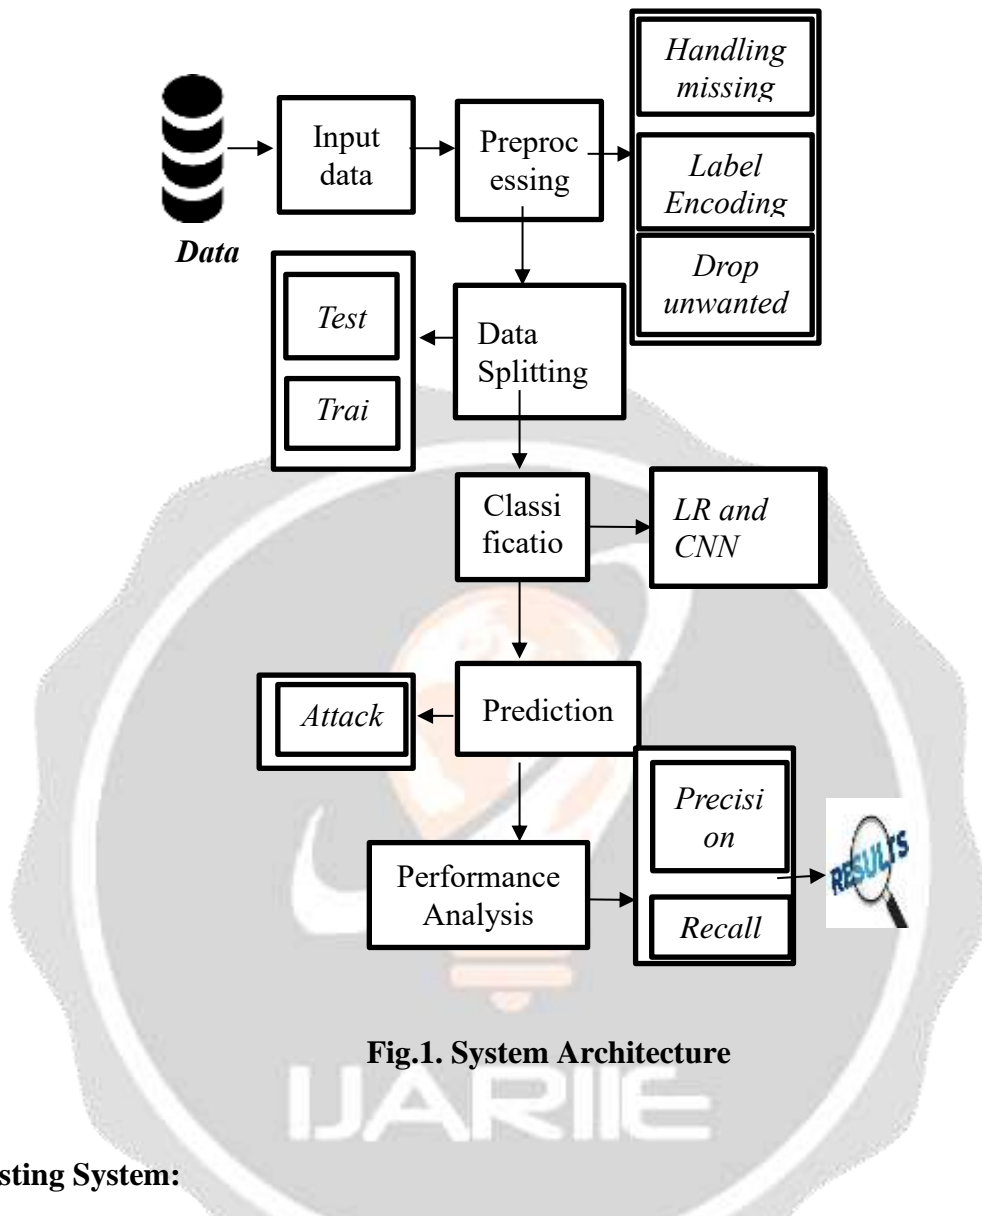 Handling
missing
Input
data
Preproc
essing
Label
Encoding
Data
Drop
unwanted
Test
Trai
Data
Splitting
Classi
ficatio
LR and
CNN
Attack
Prediction
Precisi
on
RESULTS
Performance
Analysis
Recall
Fig.1. System Architecture
IJARIIE
sting System: